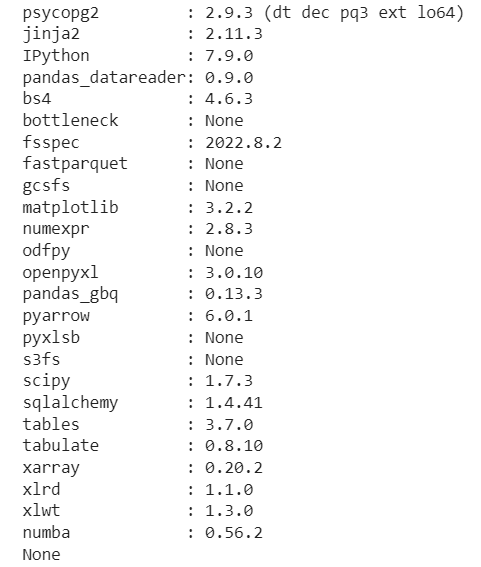 psycopg2         : 2.9.3 (dt dec pq3 ext lo64)
jinja2           : 2.11.3
IPython          : 7.9.0
pandas_datareader: 0.9.0
bs4              : 4.6.3
bottleneck       : None
fsspec           : 2022.8.2
fastparquet      : None
gcsfs            : None
matplotlib       : 3.2.2
numexpr          : 2.8.3
odfpy            : None
openpyxl         : 3.0.10
pandas_gbq       : 0.13.3
pyarrow          : 6.0.1
pyxlsb           : None
s3fs             : None
scipy            : 1.7.3
sqlalchemy       : 1.4.41
tables           : 3.7.0
tabulate         : 0.8.10
xarray           : 0.20.2
xlrd             : 1.1.0
xlwt             : 1.3.0
numba            : 0.56.2
None